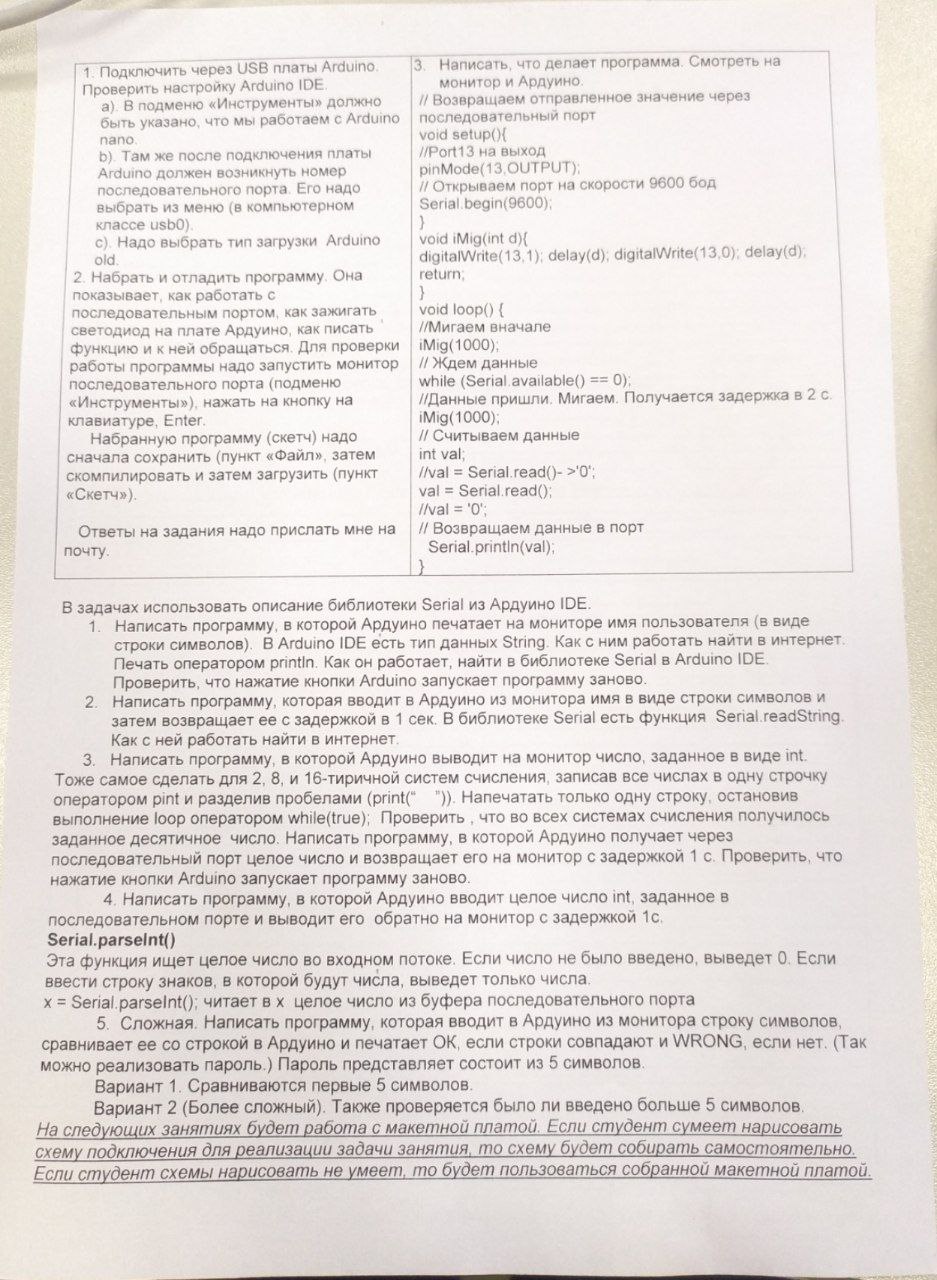 1. Подключить через USB платы Arduino.
Проверить настройку Arduino IDE.
a). В подменю «Инструменты» должно
быть указано, что мы работаем с Arduino
nano.
b). Там же после подключения платы
Arduino должен возникнуть номер
последовательного порта. Его надо
выбрать из меню (в компьютерном
классе usb0).
c). Надо выбрать тип загрузки Arduino
old.
2. Набрать и отладить программу. Она
показывает, как работать с
последовательным портом, как зажигать
светодиод на плате Ардуино, как писать
функцию и к ней обращаться. Для проверки
работы программы надо запустить монитор
последовательного порта (подменю
«Инструменты»), нажать на кнопку на
клавиатуре, Enter.
Набранную программу (скетч) надо
сначала сохранить (пункт «Файл», затем
скомпилировать и затем загрузить (пункт
«Скетч»).
Ответы на задания надо прислать мне на
почту.
3. Написать, что делает программа. Смотреть на
монитор и Ардуино.
// Возвращаем отправленное значение через
последовательный порт
void setup(){
//Port13 на выход
pinMode(13,OUTPUT);
// Открываем порт на скорости 9600 бод
Serial.begin(9600);
}
void iMig(int d){
digitalWrite(13,1); delay(d); digitalWrite(13,0); delay(d);
return;
}
void loop() {
//Мигаем вначале
iMig(1000);
// Ждем данные
while (Serial.available() == 0);
//Данные пришли. Мигаем. Получается задержка в 2 с.
iMig(1000);
// Считываем данные
int val;
//val = Serial.read()- >'0';
val = Serial.read();
//val = '0';
// Возвращаем данные в порт
Serial.println(val);
}
В задачах использовать описание библиотеки Serial из Ардуино IDE.
1. Написать программу, в которой Ардуино печатает на мониторе имя пользователя (в виде
строки символов). В Arduino IDE есть тип данных String. Как с ним работать найти в интернет.
Печать оператором println. Как он работает, найти в библиотеке Serial в Arduino IDE.
Проверить, что нажатие кнопки Arduino запускает программу заново.
2. Написать программу, которая вводит в Ардуино из монитора имя в виде строки символов и
затем возвращает ее с задержкой в 1 сек. В библиотеке Serial есть функция Serial.readString.
Как с ней работать найти в интернет.
3. Написать программу, в которой Ардуино выводит на монитор число, заданное в виде int.
Тоже самое сделать для 2, 8, и 16-тиричной систем счисления, записав все числах в одну строчку
оператором pint и разделив пробелами (print(“ ”)). Напечатать только одну строку, остановив
выполнение loop оператором while(true); Проверить , что во всех системах счисления получилось
заданное десятичное число. Написать программу, в которой Ардуино получает через
последовательный порт целое число и возвращает его на монитор с задержкой 1 с. Проверить, что
нажатие кнопки Arduino запускает программу заново.
4. Написать программу, в которой Ардуино вводит целое число int, заданное в
последовательном порте и выводит его обратно на монитор с задержкой 1с.
Serial.parseInt()
Эта функция ищет целое число во входном потоке. Если число не было введено, выведет 0. Если
ввести строку знаков, в которой будут числа, выведет только числа.
x = Serial.parseInt(); читает в x целое число из буфера последовательного порта
5. Сложная. Написать программу, которая вводит в Ардуино из монитора строку символов,
сравнивает ее со строкой в Ардуино и печатает ОК, если строки совпадают и WRONG, если нет. (Так
можно реализовать пароль.) Пароль представляет состоит из 5 символов.
Вариант 1. Сравниваются первые 5 символов.
Вариант 2 (Более сложный). Также проверяется было ли введено больше 5 символов.
На следующих занятиях будет работа с макетной платой. Если студент сумеет нарисовать
схему подключения для реализации задачи занятия, то схему будет собирать самостоятельно.
Если студент схемы нарисовать не умеет, то будет пользоваться собранной макетной платой.